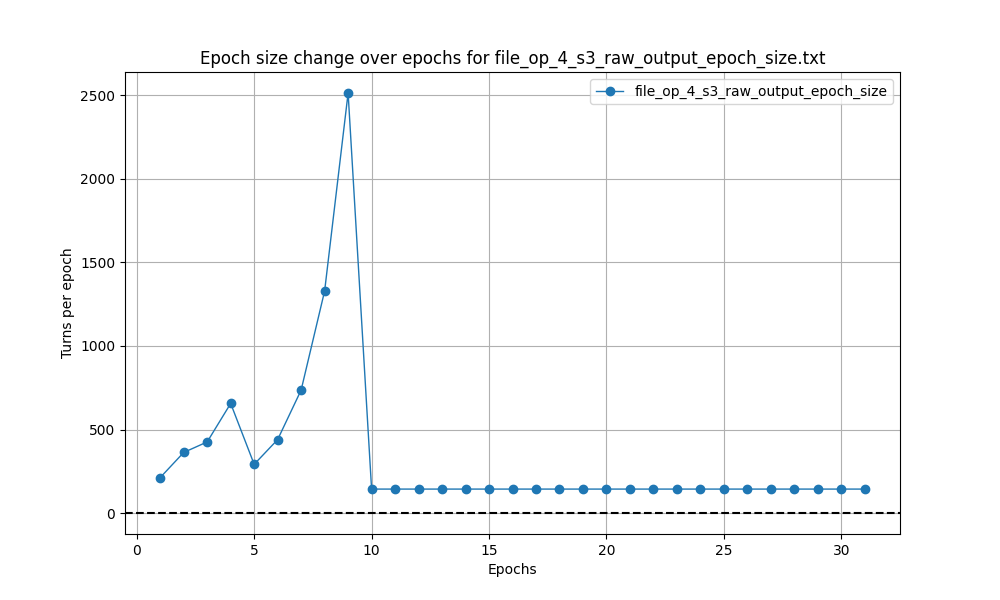 Epoch size change over epochs for file_op_4_s3_raw_output_epoch_size.txt
file_op_4_s3_raw_output_epoch_size
Turns per epoch
2500
2000
1500
1000
500
0
0 5 10 15 20 25 30
Epochs